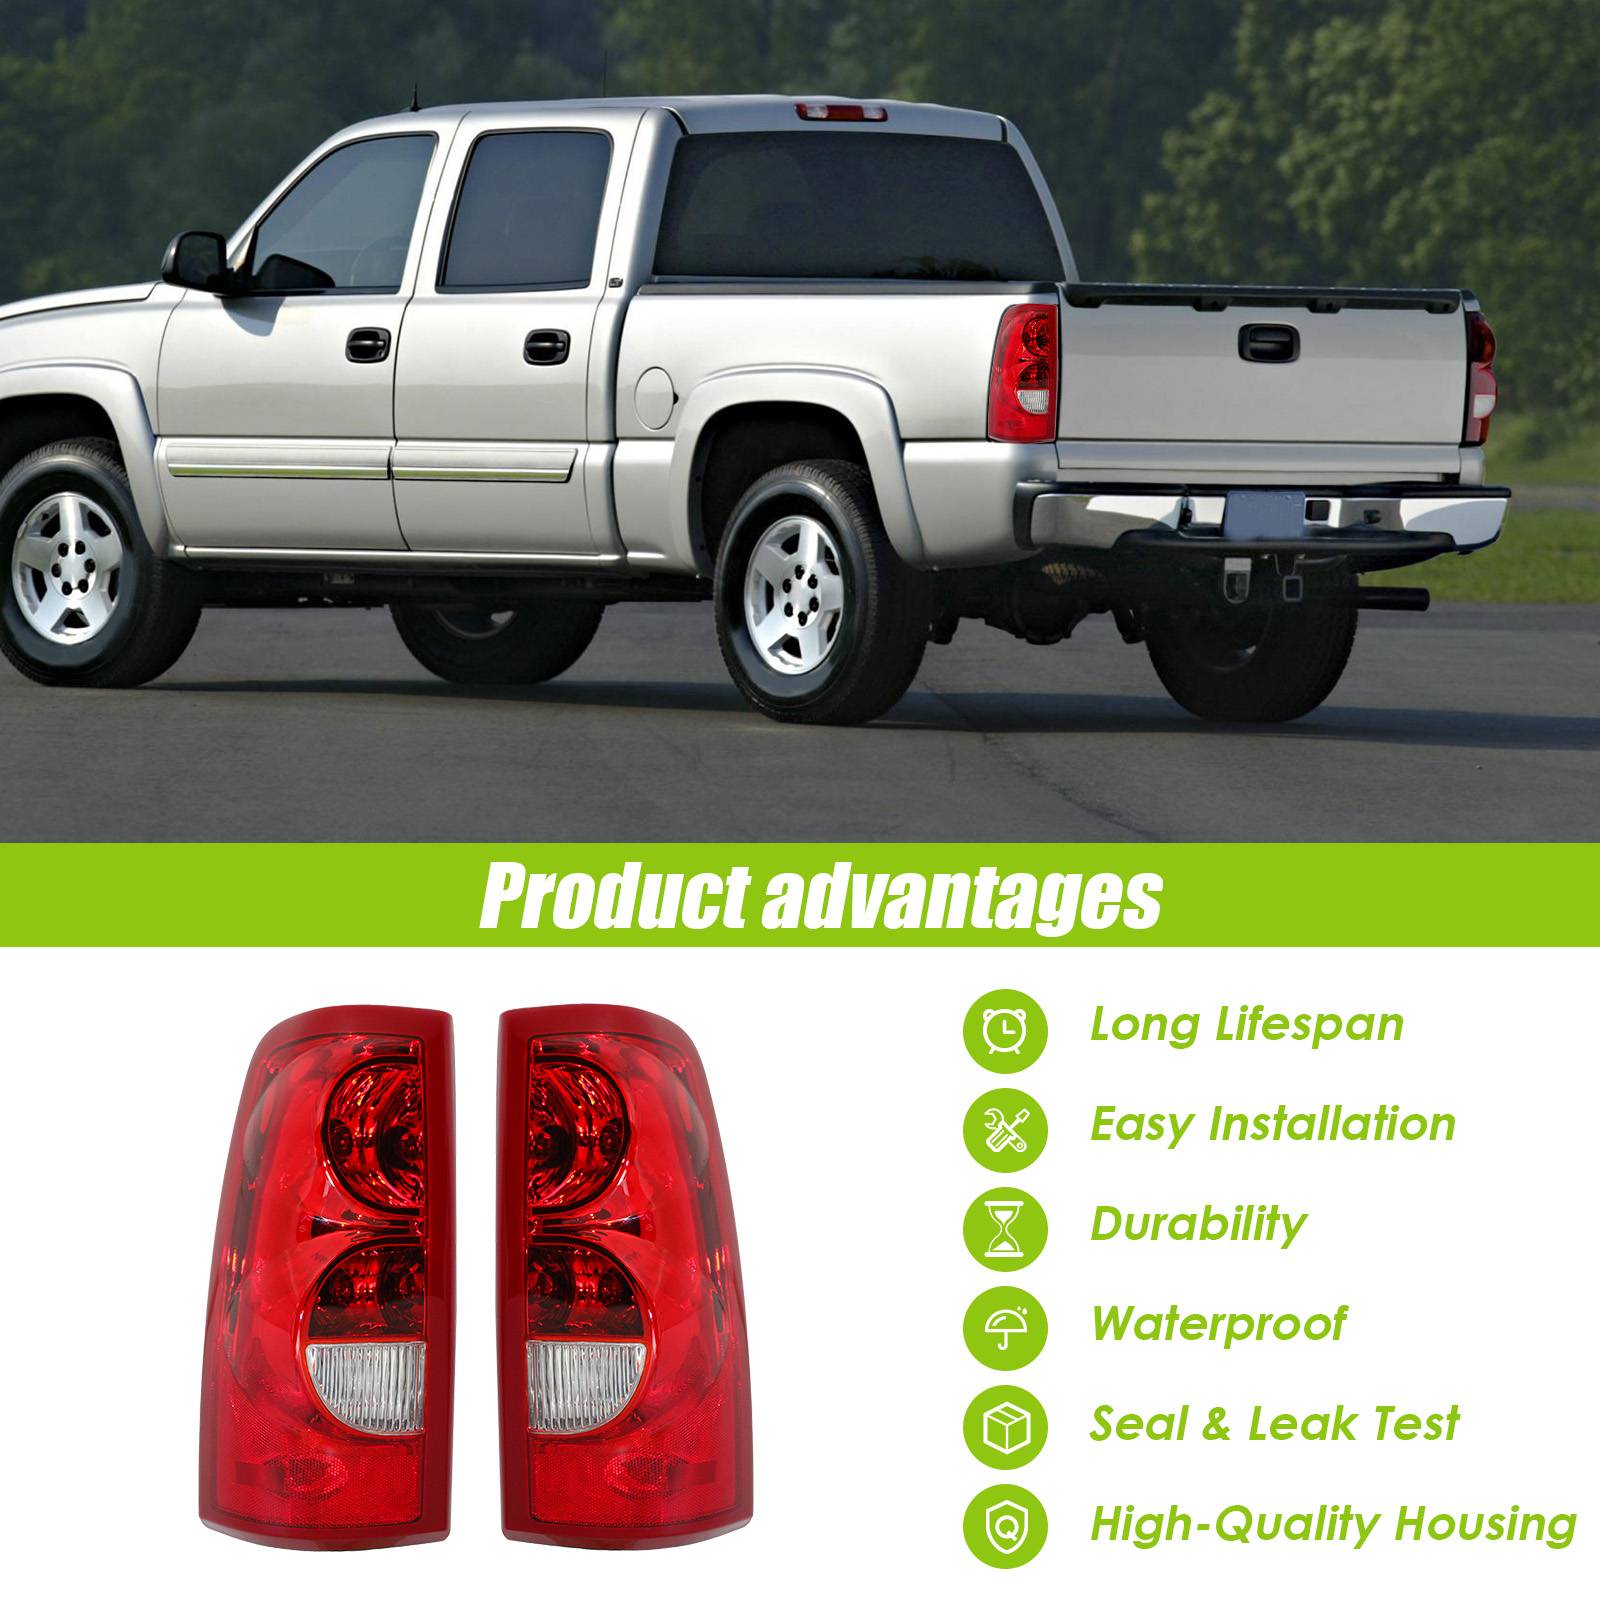 Product advantages
Long Lifespan
Easy Installation
Durability
Waterproof
Seal & Leak Test
High-Quality Housing